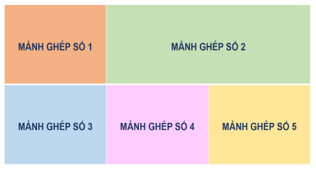 MẢNH GHÉP SỐ 1
MẢNH GHÉP SỐ 2
MẢNH GHÉP SỐ 3
MẢNH GHÉP SỐ 4
MẢNH GHÉP SỐ 5